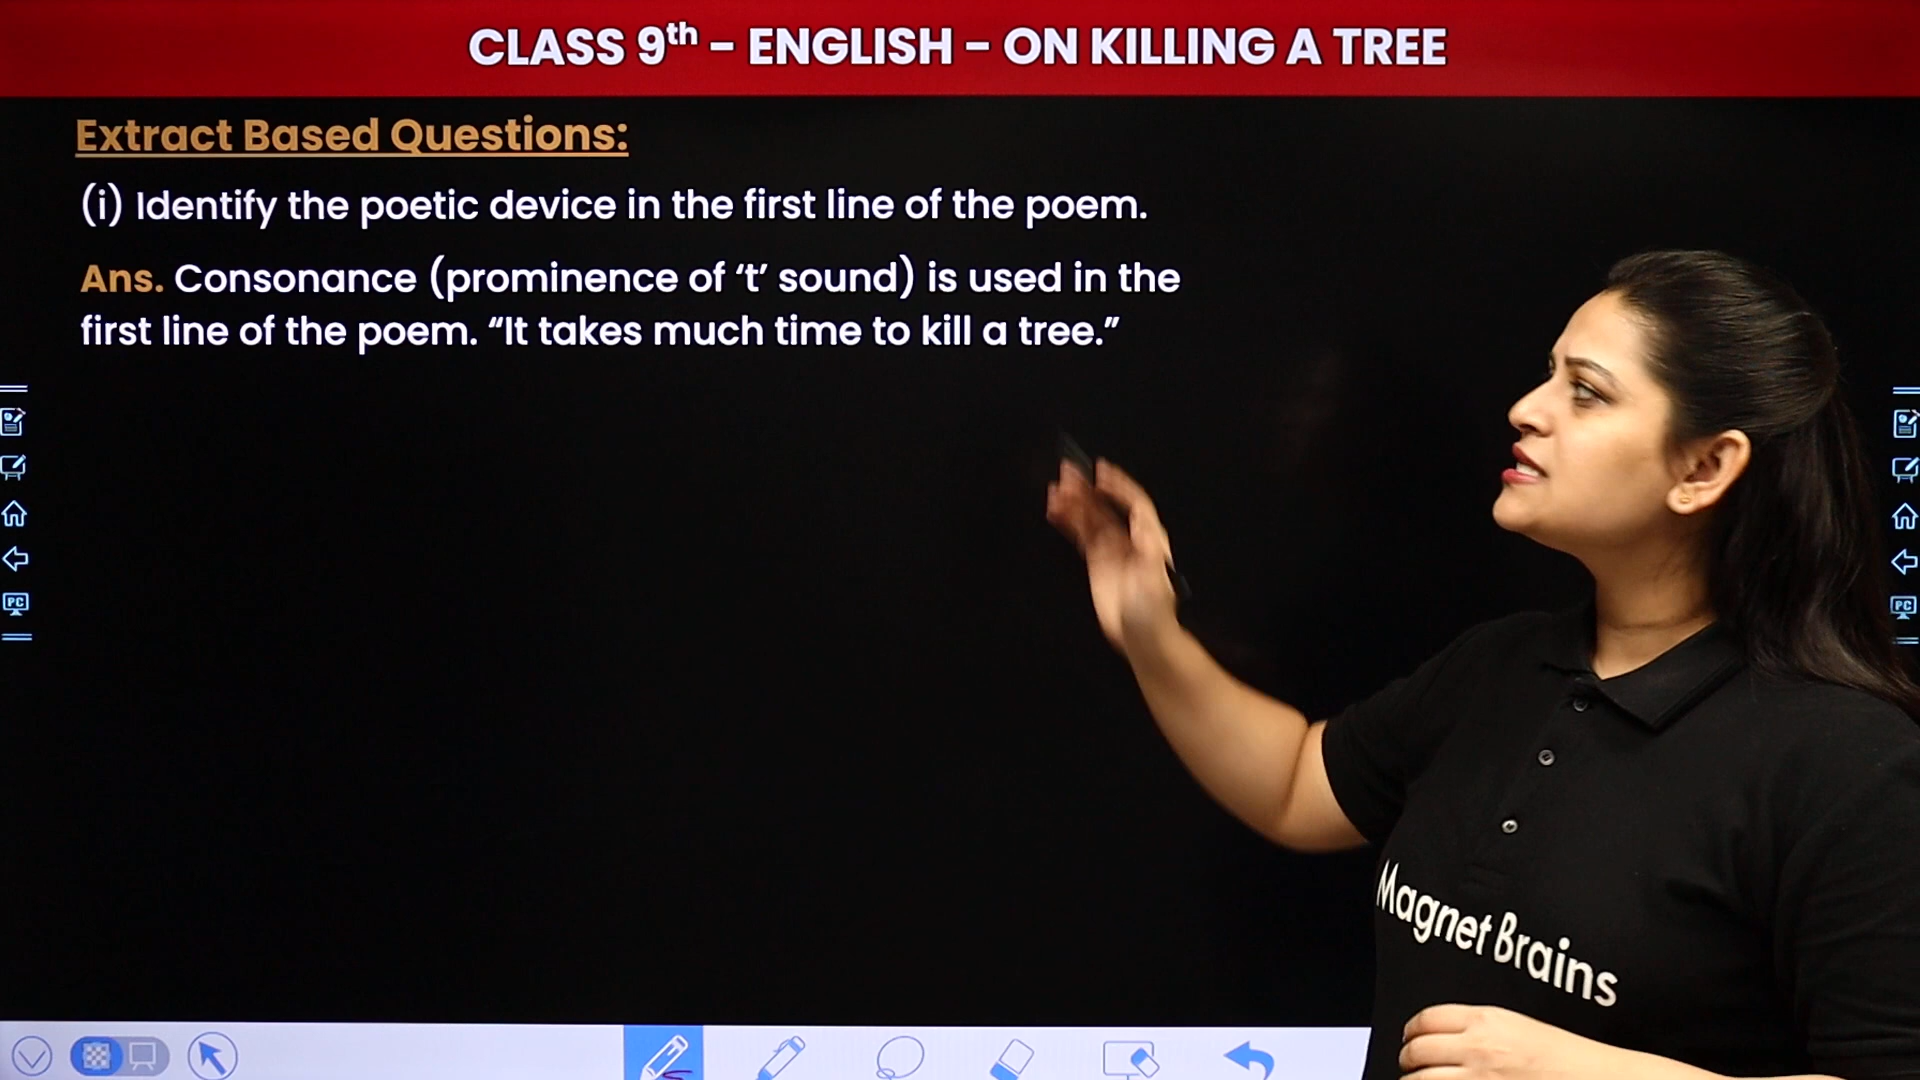 CLASS 9th – ENGLISH – ON KILLING A TREE
Extract Based Questions:
(i) Identify the poetic device in the first line of the poem.
Ans. Consonance (prominence of ‘t’ sound) is used in the
first line of the poem. “It takes much time to kill a tree.”
PC
PC
Magnet Brains